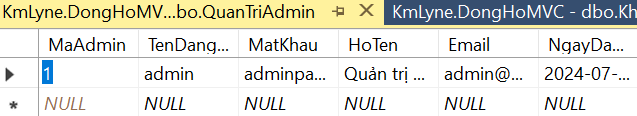 KmLyne.DongHoMV...bo.QuanTriAdmin KmLyne.DongHoMVC - dbo.Kh
MaAdmin TenDang... MatKhau HoTen Email NgayDa...
1 admin adminpa... Quản trị ... admin@... 2024-07-...
NULL NULL NULL NULL NULL NULL